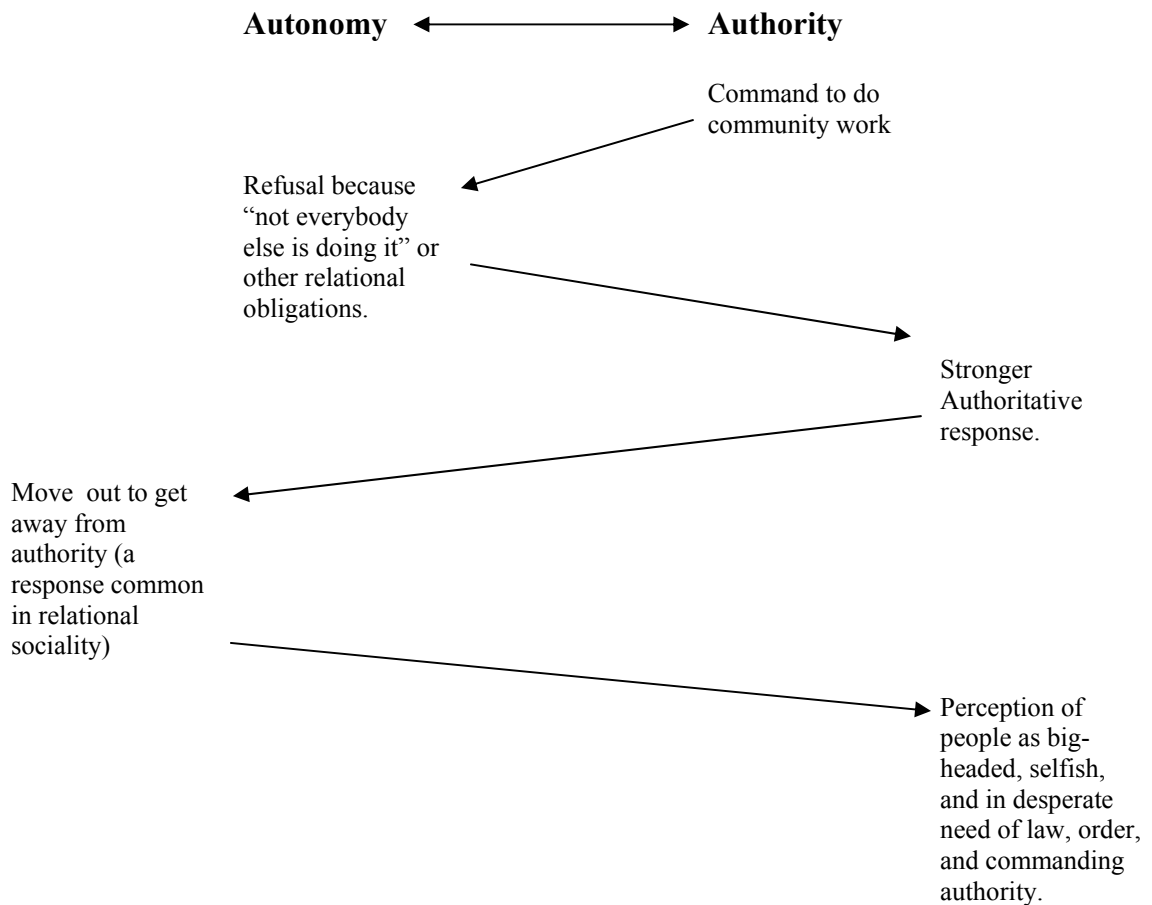 Autonomy Authority
Command to do
community work
Refusal because
“not everybody
else is doing it” or
other relational
obligations.
Stronger
Authoritative
response.
Move out to get
away from
authority (a
response common
in relational
sociality)
Perception of
people as big-
headed, selfish,
and in desperate
need of law, order,
and commanding
authority.